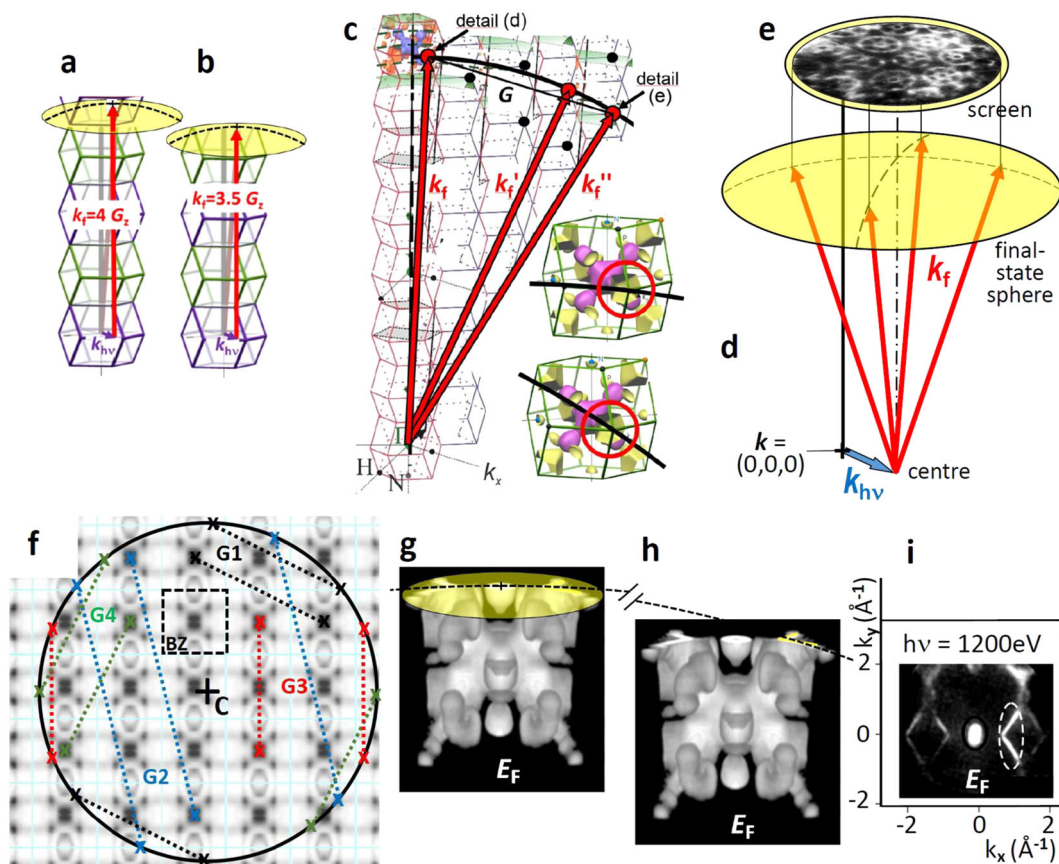 a
k_f=4 G_z
k_hν
b
k_f=3.5 G_z
k_hν
c
detail (d)
detail
(e)
G
k_f
k_f'
k_f''
Γ
H
N
k_x
N
P
N
P
e
screen
final-
state
sphere
k_f
d
k =
(0,0,0)
k_hν
centre
f
G1
G4
BZ
C
G3
G2
g
E_F
h
E_F
i
hν = 1200eV
k_y (Å⁻¹)
2
0
-2
E_F
-2
0
2
k_x (Å⁻¹)